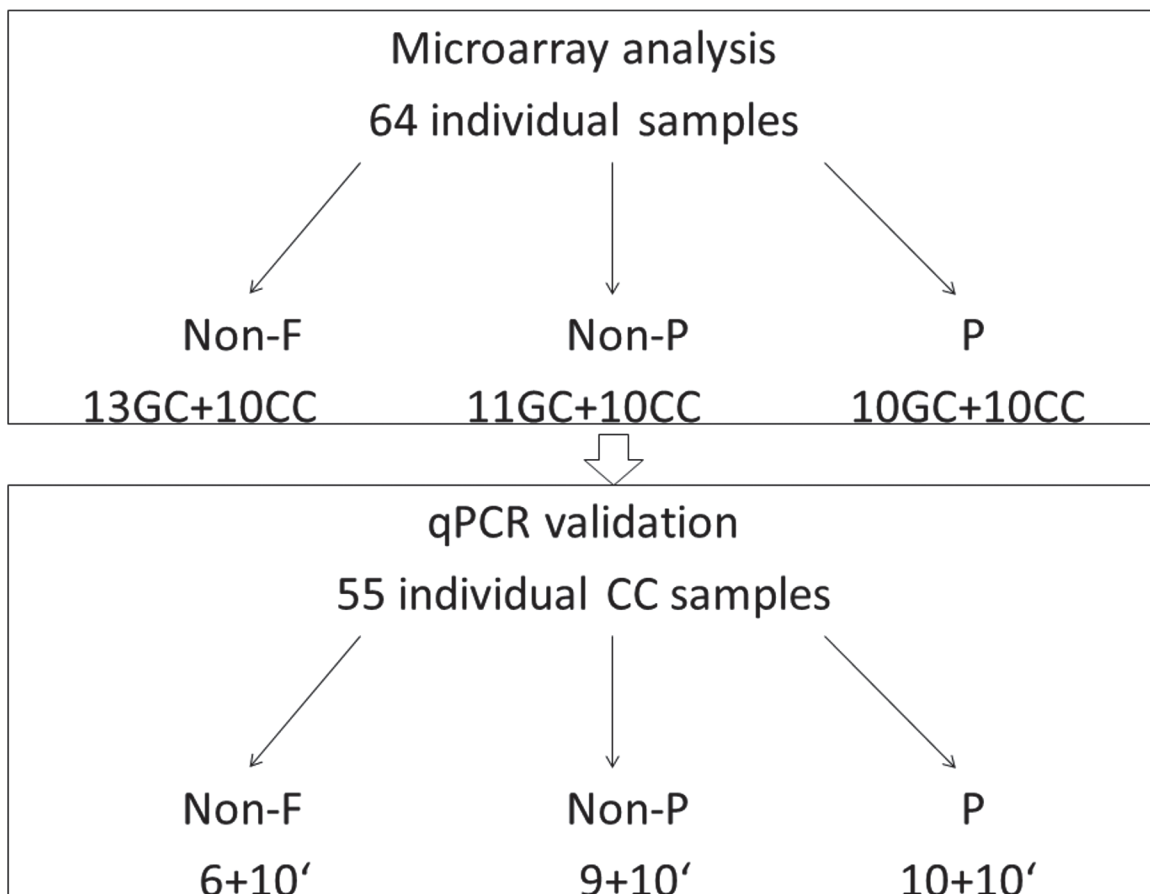 Microarray analysis
64 individual samples
Non-F Non-P P
13GC+10CC 11GC+10CC 10GC+10CC
qPCR validation
55 individual CC samples
Non-F Non-P P
6+10‘ 9+10‘ 10+10‘